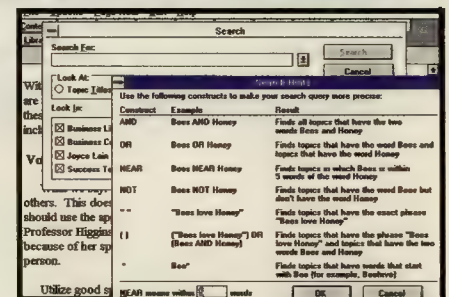 Search
Search For:
Search
Cancel
Look At:
Topic Titles
Look In:
Business Li
Business Co
Joyce Lain
Success To
Search Hints
Use the following constructs to make your search query more precise:
Construct Example Result
AND Bees AND Honey Finds all topics that have the two
words Bees and Honey
OR Bees OR Honey Finds topics that have the word Bees and
topics that have the word Honey
NEAR Bees NEAR Honey Finds topics in which Bees is within
5 words of the word Honey
NOT Bees NOT Honey Finds topics that have the word Bees but
don't have the word Honey
" " "Bees love Honey" Finds topics that have the exact phrase
"Bees love Honey"
( ) ("Bees love Honey") OR Finds topics that have the phrase "Bees
(Bees AND Honey) love Honey" and topics that have the two
words Bees and Honey
* Bee* Finds topics that have words that start
with Bee (for example, Beehive)
NEAR means within words
OK Cancel
Wit
are
thes
incl
Vo
others. This does
should use the ap
Professor Higgins
because of her sp
person.
Utilize good sp